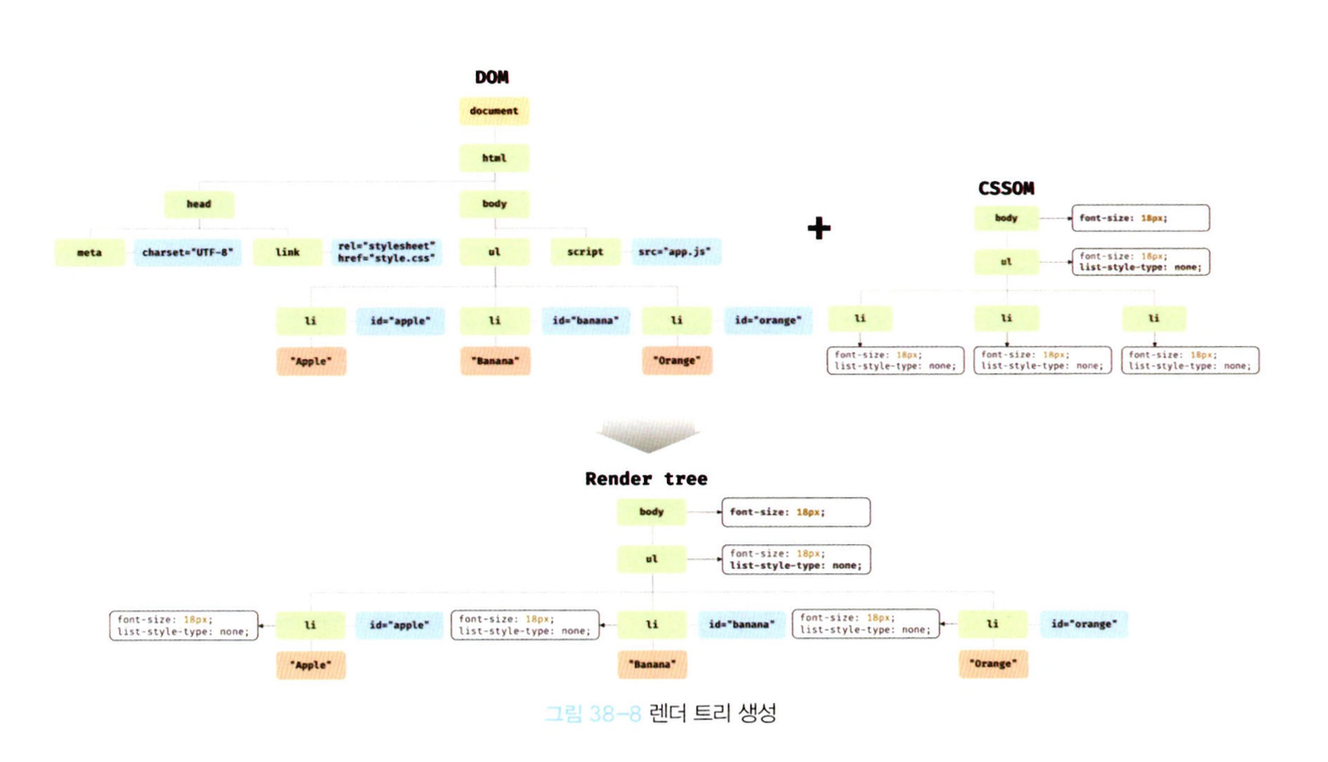 DOM
document
html
head
body
meta
charset="UTF-8"
link
rel="stylesheet"
href="style.css"
ul
script
src="app.js"
li
id="apple"
li
id="banana"
li
id="orange"
"Apple"
"Banana"
"Orange"
+
CSSOM
body
font-size: 18px;
ul
font-size: 18px;
list-style-type: none;
li
li
li
font-size: 18px;
list-style-type: none;
font-size: 18px;
list-style-type: none;
font-size: 18px;
list-style-type: none;
Render tree
body
font-size: 18px;
ul
font-size: 18px;
list-style-type: none;
font-size: 18px;
list-style-type: none;
li
id="apple"
font-size: 18px;
list-style-type: none;
li
id="banana"
font-size: 18px;
list-style-type: none;
li
id="orange"
"Apple"
"Banana"
"Orange"
그림 38-8 렌더 트리 생성